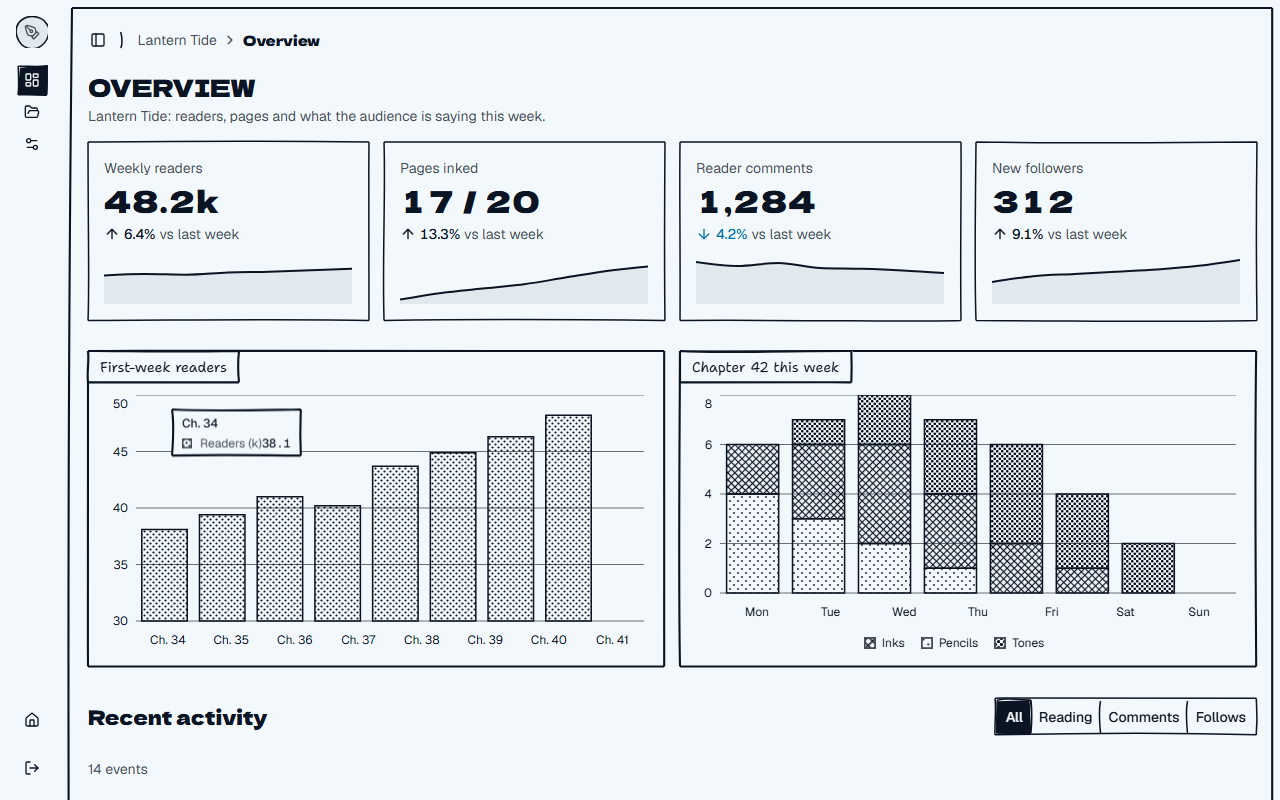 Lantern Tide > Overview
OVERVIEW
Lantern Tide: readers, pages and what the audience is saying this week.
Weekly readers
48.2k
↑ 6.4% vs last week
Pages inked
17 / 20
↑ 13.3% vs last week
Reader comments
1,284
↓ 4.2% vs last week
New followers
312
↑ 9.1% vs last week
First-week readers
50
45
40
35
30
Ch. 34
Readers (k)38.1
Ch. 34 Ch. 35 Ch. 36 Ch. 37 Ch. 38 Ch. 39 Ch. 40 Ch. 41
Chapter 42 this week
8
6
4
2
0
Mon Tue Wed Thu Fri Sat Sun
Inks Pencils Tones
Recent activity
All Reading Comments Follows
14 events